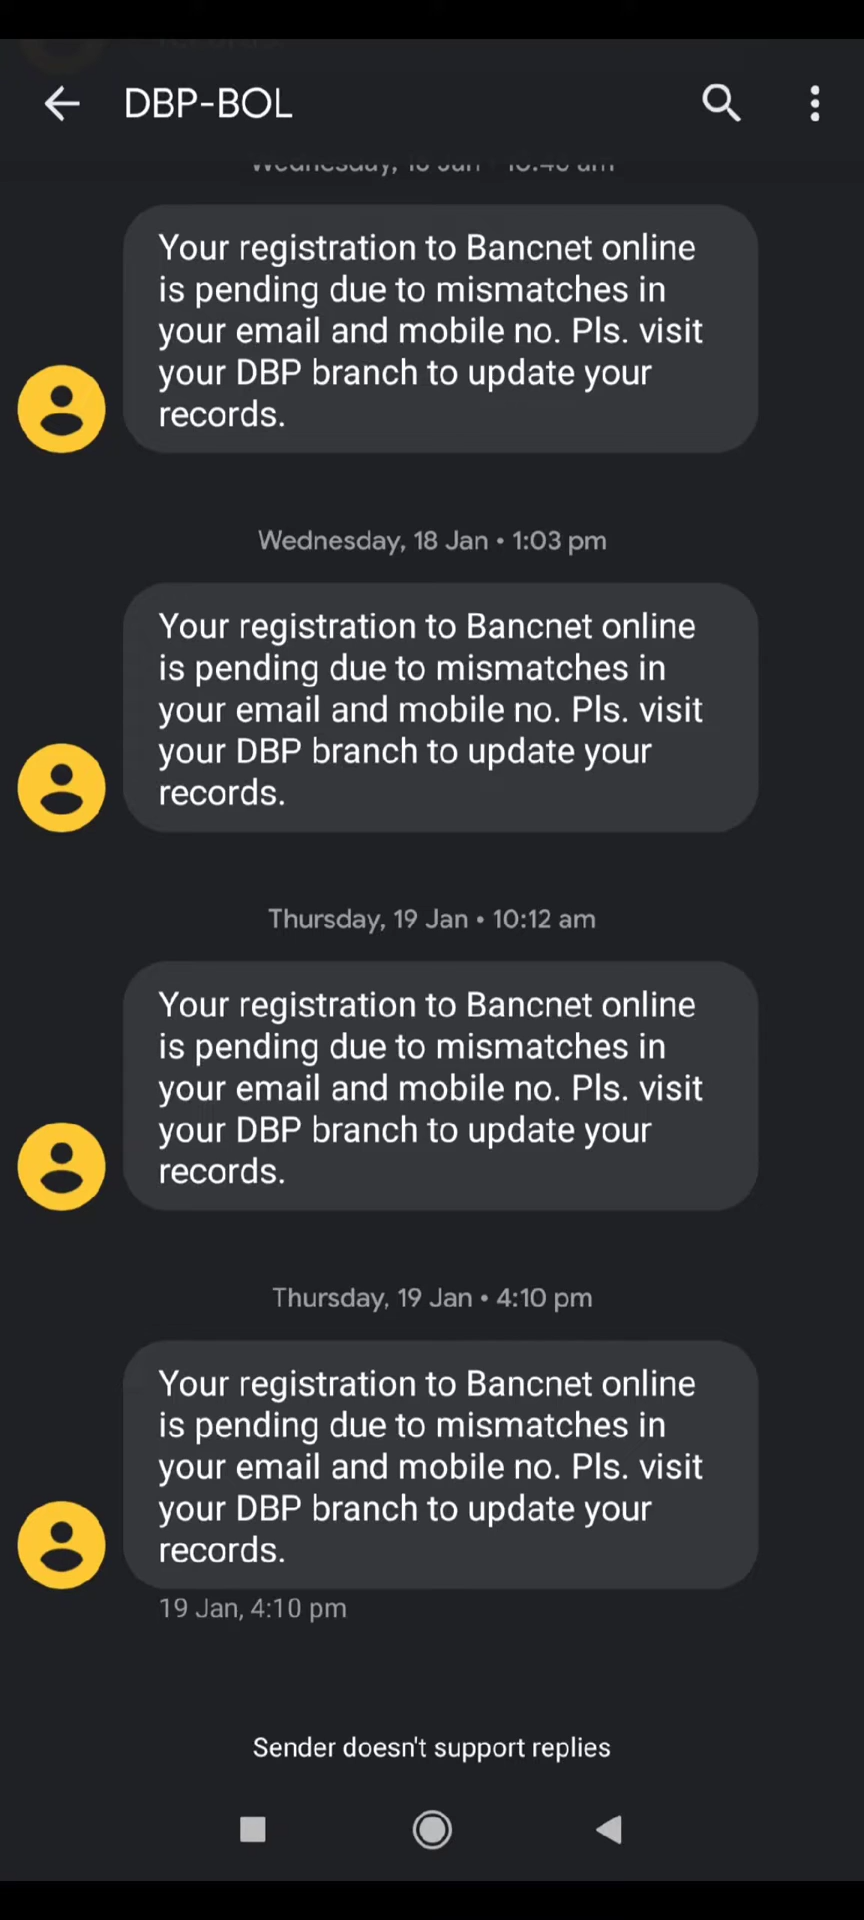 DBP-BOL
Your registration to Bancnet online
is pending due to mismatches in
your email and mobile no. Pls. visit
your DBP branch to update your
records.
Wednesday, 18 Jan • 1:03 pm
Your registration to Bancnet online
is pending due to mismatches in
your email and mobile no. Pls. visit
your DBP branch to update your
records.
Thursday, 19 Jan • 10:12 am
Your registration to Bancnet online
is pending due to mismatches in
your email and mobile no. Pls. visit
your DBP branch to update your
records.
Thursday, 19 Jan • 4:10 pm
Your registration to Bancnet online
is pending due to mismatches in
your email and mobile no. Pls. visit
your DBP branch to update your
records.
19 Jan, 4:10 pm
Sender doesn't support replies